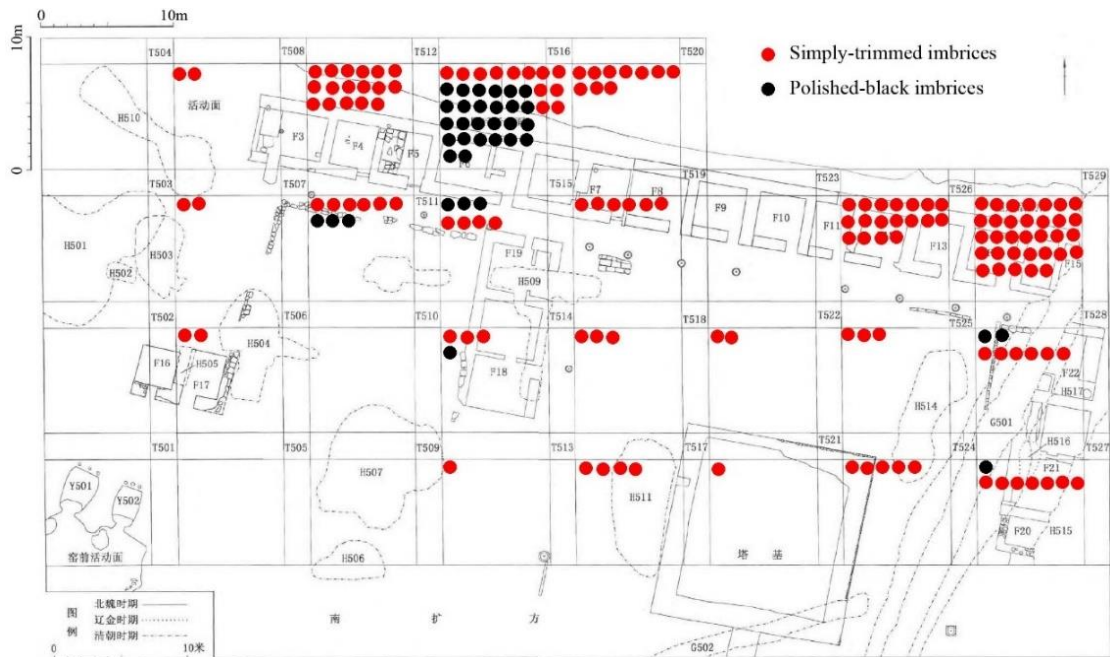 0 10m
10m
0
Simply-trimmed imbrices
Polished-black imbrices
T504 T508 T512 T516 T520
活动面
H510
F3 F4 F5 F6
T503 T507 T511 T515 F7 F8 T519 T523 T526 T529
F9 F10 F11 F13 F15
H501 H503 H502
F19
H509
T502 T506 T510 T514 T518 T522 T525 T528
H504
F16 H505 F17
F18
H514
F22
H517
G501
H516
T501 T505 T509 T513 T517 T521 T524 T527
Y501 Y502
H507
H511
F21
F20 H515
窑前活动面
H506
塔 基
图例
北魏时期
辽金时期
清朝时期
0 10米
南 扩 方
G502